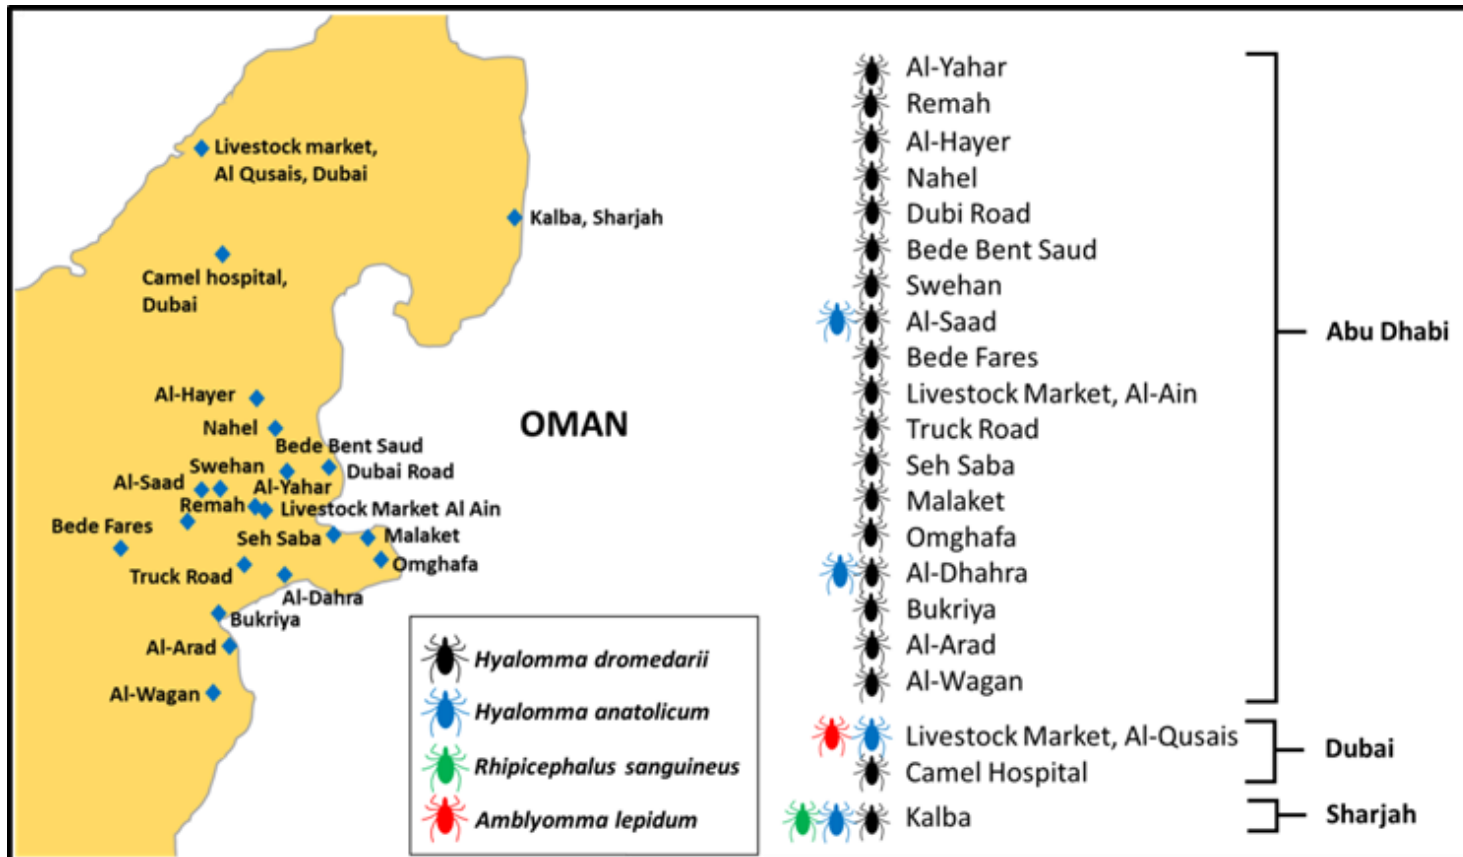 Livestock market,
Al Qusais, Dubai
Kalba, Sharjah
Camel hospital,
Dubai
Al-Hayer
OMAN
Nahel
Bede Bent Saud
Swehan
Dubai Road
Al-Saad
Al-Yahar
Remah
Livestock Market Al Ain
Bede Fares
Seh Saba
Malaket
Omghafa
Truck Road
Al-Dahra
Bukriya
Al-Arad
Al-Wagan
Hyalomma dromedarii
Hyalomma anatolicum
Rhipicephalus sanguineus
Amblyomma lepidum
Al-Yahar
Remah
Al-Hayer
Nahel
Dubi Road
Bede Bent Saud
Swehan
Al-Saad
Bede Fares
Livestock Market, Al-Ain
Truck Road
Seh Saba
Malaket
Omghafa
Al-Dhahra
Bukriya
Al-Arad
Al-Wagan
Abu Dhabi
Livestock Market, Al-Qusais
Camel Hospital
Dubai
Kalba
Sharjah